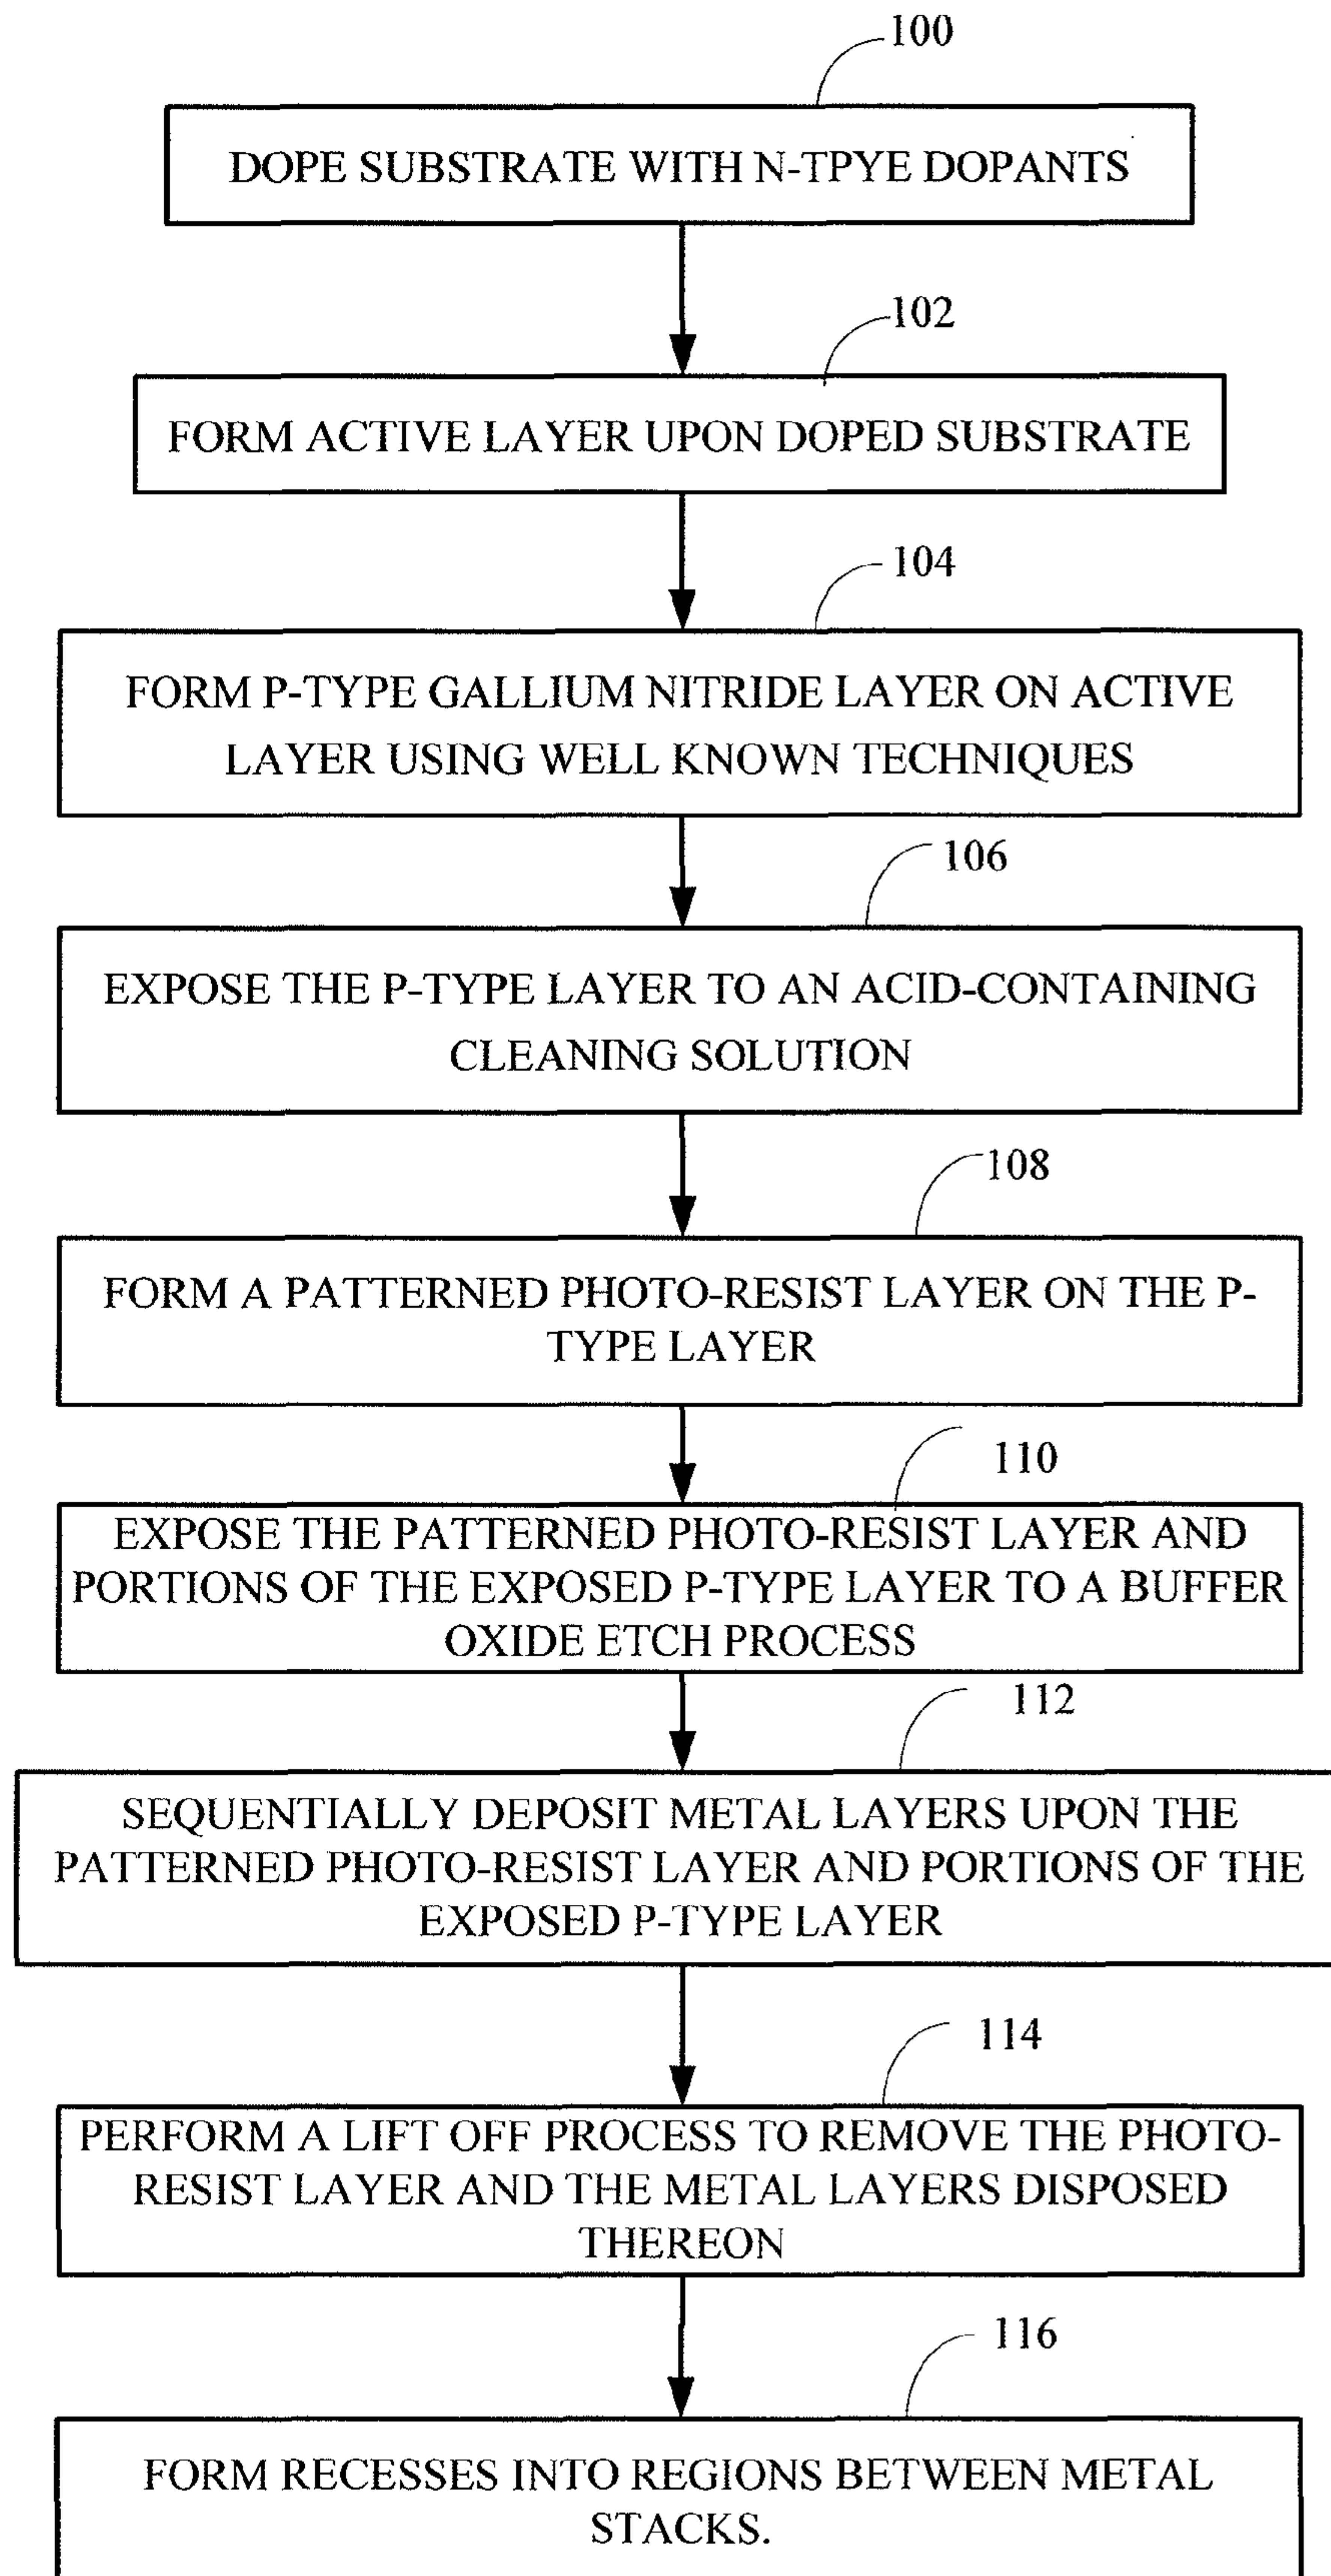 100
DOPE SUBSTRATE WITH N-TPYE DOPANTS
102
FORM ACTIVE LAYER UPON DOPED SUBSTRATE
104
FORM P-TYPE GALLIUM NITRIDE LAYER ON ACTIVE
LAYER USING WELL KNOWN TECHNIQUES
106
EXPOSE THE P-TYPE LAYER TO AN ACID-CONTAINING
CLEANING SOLUTION
108
FORM A PATTERNED PHOTO-RESIST LAYER ON THE P-
TYPE LAYER
110
EXPOSE THE PATTERNED PHOTO-RESIST LAYER AND
PORTIONS OF THE EXPOSED P-TYPE LAYER TO A BUFFER
OXIDE ETCH PROCESS
112
SEQUENTIALLY DEPOSIT METAL LAYERS UPON THE
PATTERNED PHOTO-RESIST LAYER AND PORTIONS OF THE
EXPOSED P-TYPE LAYER
114
PERFORM A LIFT OFF PROCESS TO REMOVE THE PHOTO-
RESIST LAYER AND THE METAL LAYERS DISPOSED
THEREON
116
FORM RECESSES INTO REGIONS BETWEEN METAL
STACKS.